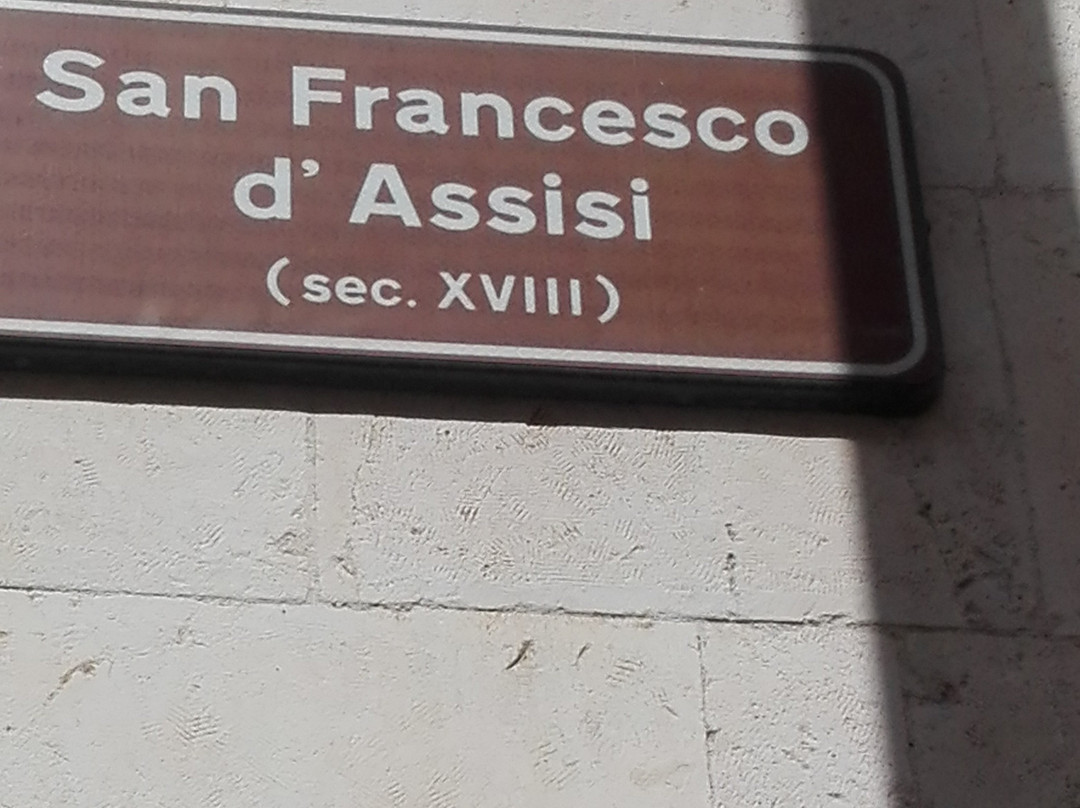 San Francesco
d' Assisi
(sec. XVIII)